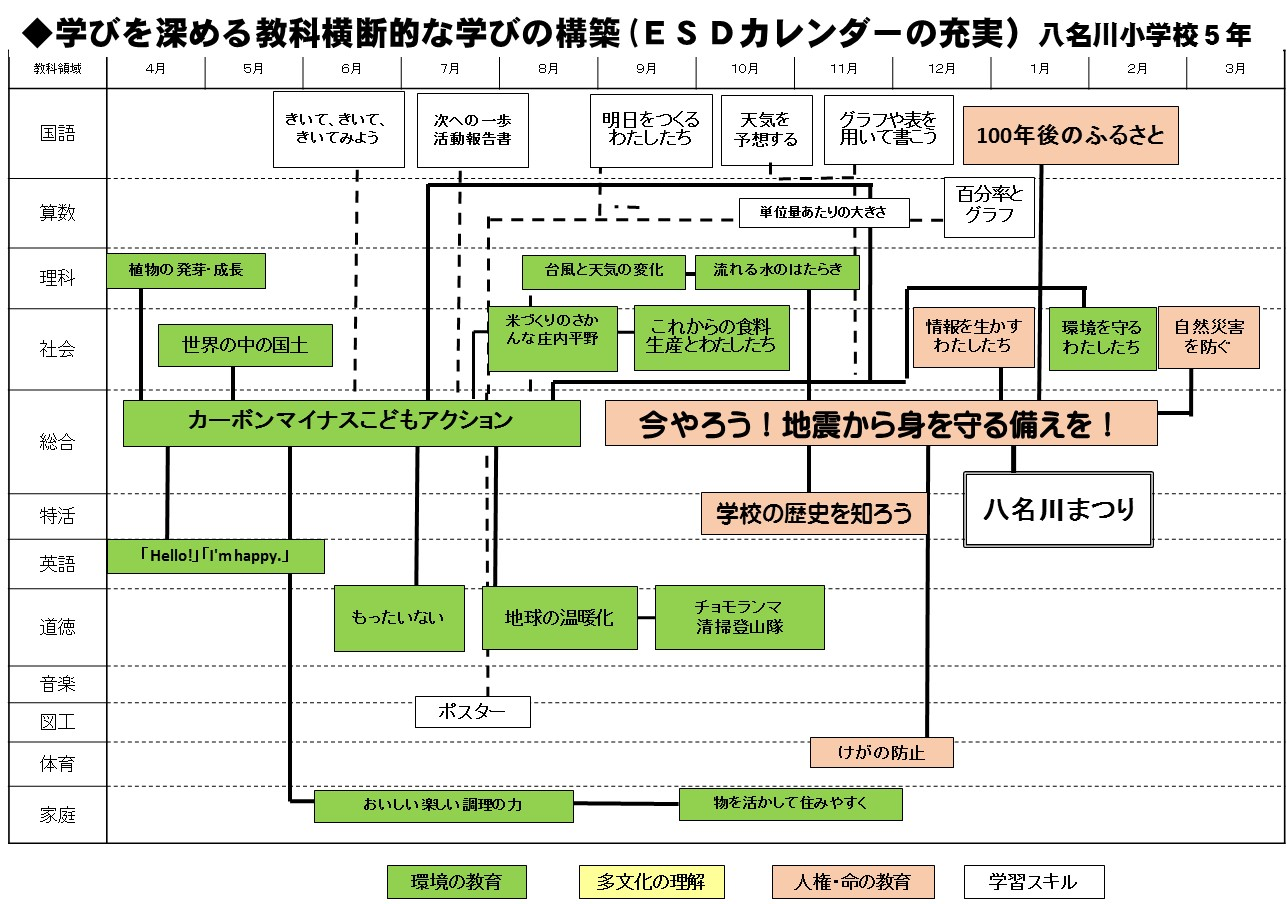 ◆学びを深める教科横断的な学びの構築(ＥＳＤカレンダーの充実) 八名川小学校５年
教科領域 4月 5月 6月 7月 8月 9月 10月 11月 12月 1月 2月 3月
国語
きいて、きいて、
きいてみよう
次への一歩
活動報告書
明日をつくる
わたしたち
天気を
予想する
グラフや表を
用いて書こう
100年後のふるさと
算数
単位量あたりの大きさ
百分率と
グラフ
理科
植物の発芽・成長
台風と天気の変化
流れる水のはたらき
社会
世界の中の国土
米づくりのさか
んな庄内平野
これからの食料
生産とわたしたち
情報を生かす
わたしたち
環境を守る
わたしたち
自然災害
を防ぐ
総合
カーボンマイナスこどもアクション
今やろう！地震から身を守る備えを！
八名川まつり
特活
学校の歴史を知ろう
英語
「Hello!」「I'm happy.」
道徳
もったいない
地球の温暖化
チョモランマ
清掃登山隊
音楽
図工
ポスター
体育
けがの防止
家庭
おいしい楽しい調理の力
物を活かして住みやすく
環境の教育
多文化の理解
人権・命の教育
学習スキル